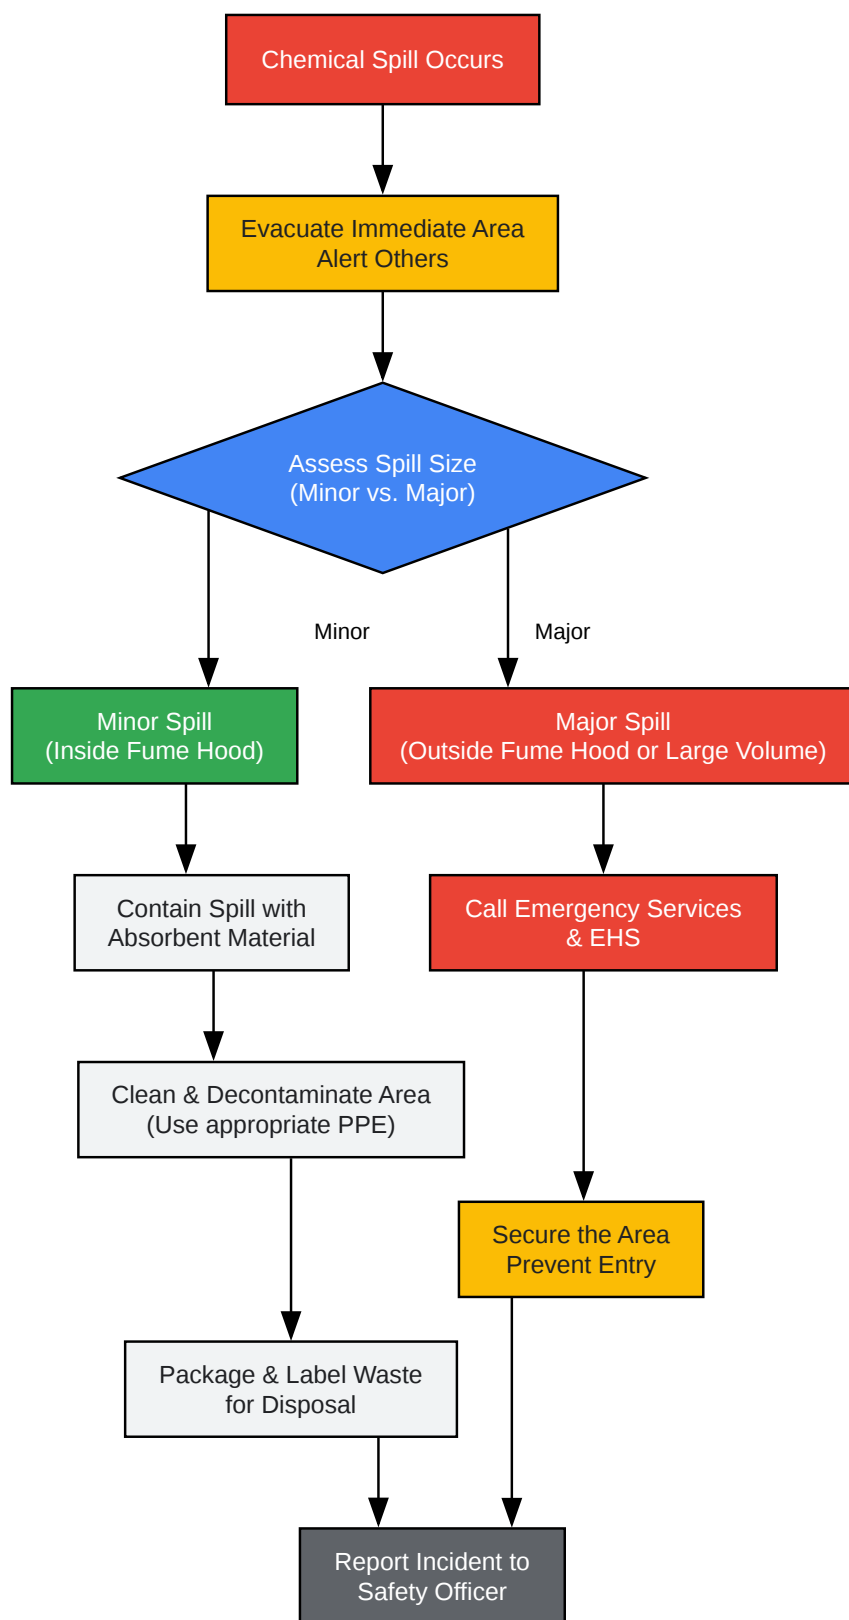 Chemical Spill Occurs
Evacuate Immediate Area
Alert Others
Assess Spill Size
(Minor vs. Major)
Minor
Major
Minor Spill
(Inside Fume Hood)
Major Spill
(Outside Fume Hood or Large Volume)
Contain Spill with
Absorbent Material
Call Emergency Services
& EHS
Clean & Decontaminate Area
(Use appropriate PPE)
Secure the Area
Prevent Entry
Package & Label Waste
for Disposal
Report Incident to
Safety Officer